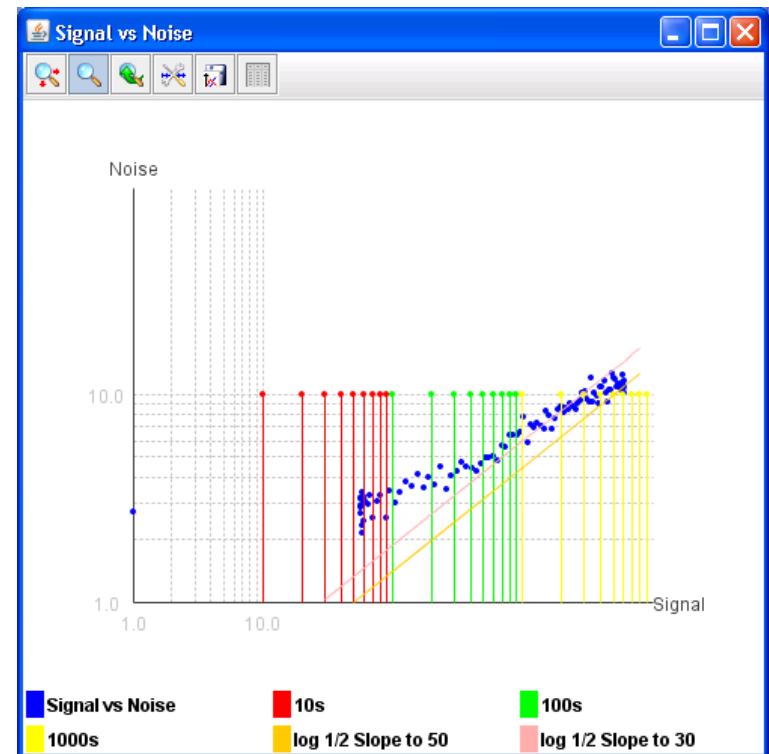 Signal vs Noise
Noise
10.0
1.0
Signal
1.0 10.0
Signal vs Noise 10s 100s
1000s log 1/2 Slope to 50 log 1/2 Slope to 30